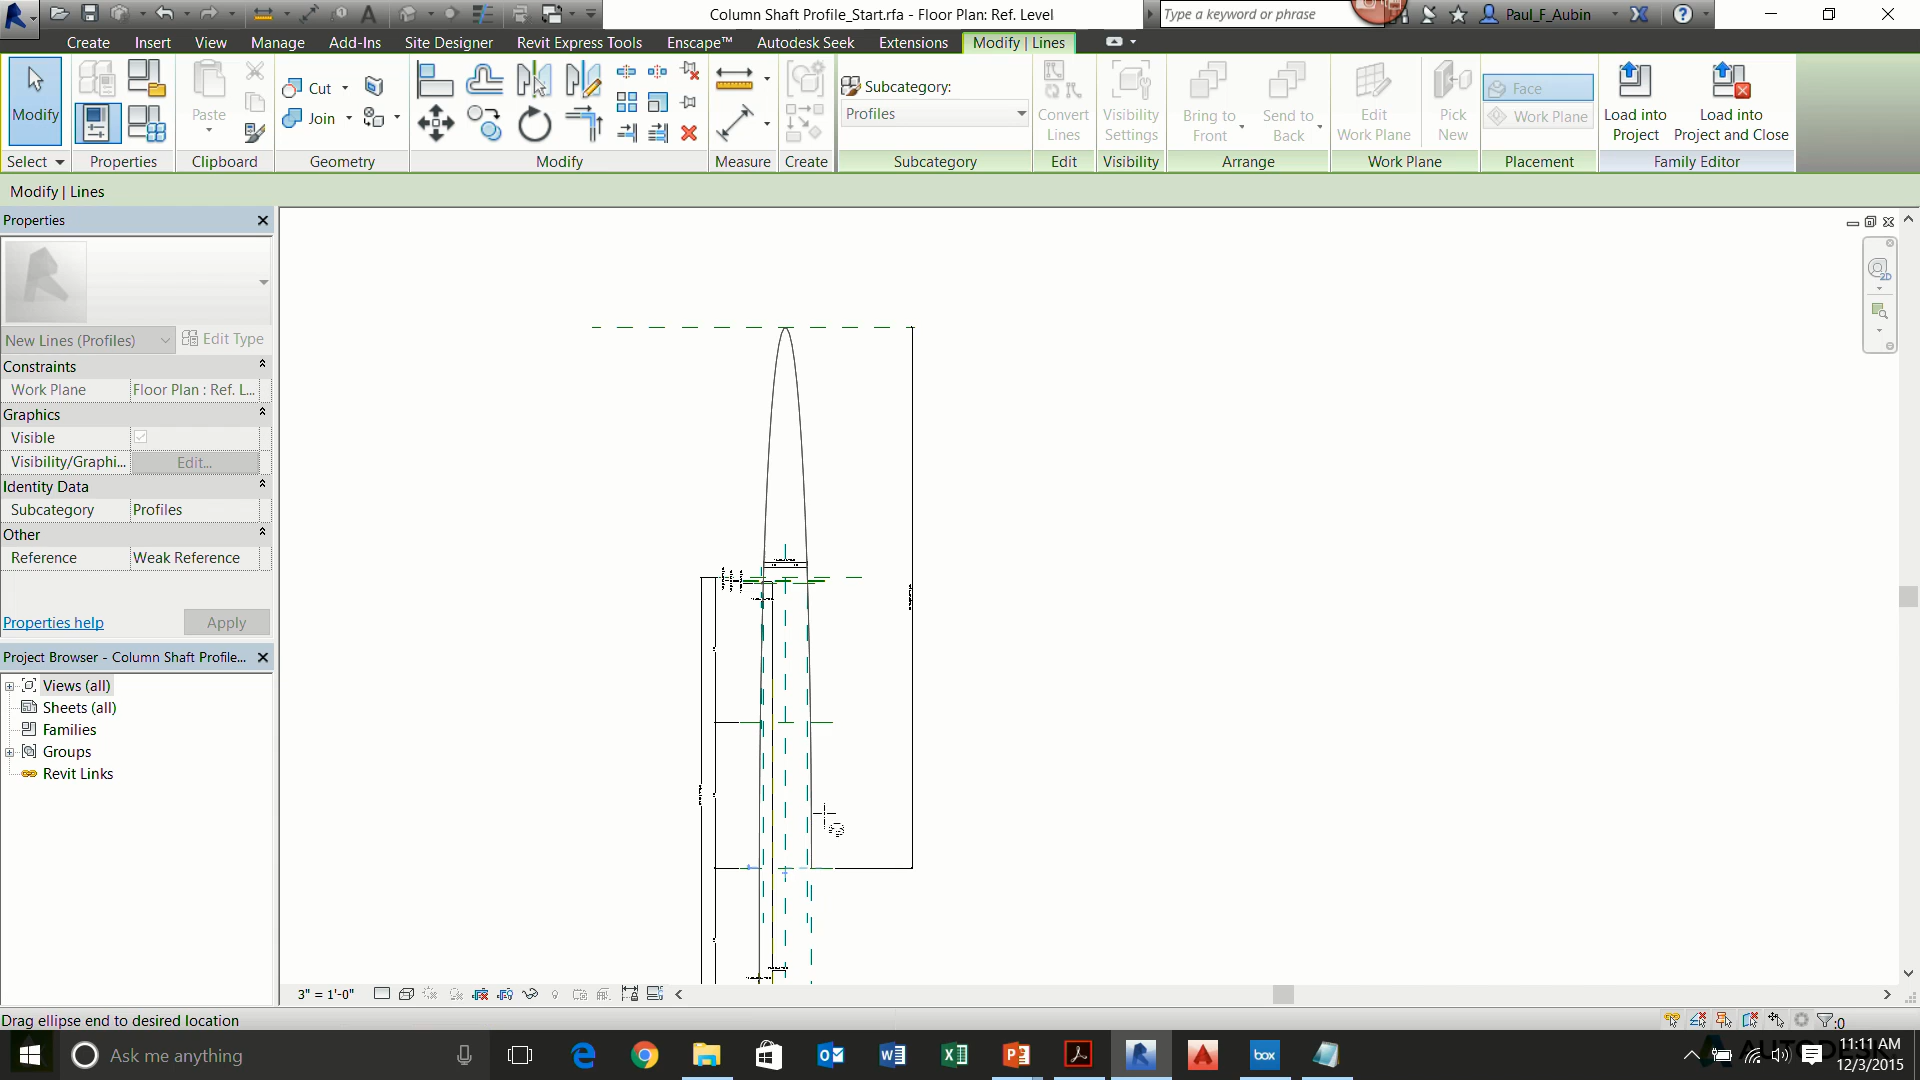 Column Shaft Profile_Start.rfa - Floor Plan: Ref. Level
Type a keyword or phrase
Paul_F_Aubin
Create Insert View Manage Add-Ins Site Designer Revit Express Tools Enscape™ Autodesk Seek Extensions Modify | Lines
Modify
Paste
Cut
Join
Subcategory:
Profiles
Convert Lines
Visibility Settings
Bring to Front
Send to Back
Edit Work Plane
Pick New
Face
Work Plane
Load into Project
Load into Project and Close
Select Properties Clipboard Geometry Modify Measure Create Subcategory Edit Visibility Arrange Work Plane Placement Family Editor
Modify | Lines
Properties
New Lines (Profiles)
Edit Type
Constraints
Work Plane Floor Plan : Ref. L...
Graphics
Visible
Visibility/Graphi... Edit...
Identity Data
Subcategory Profiles
Other
Reference Weak Reference
Properties help
Apply
Project Browser - Column Shaft Profile...
Views (all)
Sheets (all)
Families
Groups
Revit Links
2D
3" = 1'-0"
Drag ellipse end to desired location
:0
Ask me anything
box
11:11 AM
12/3/2015